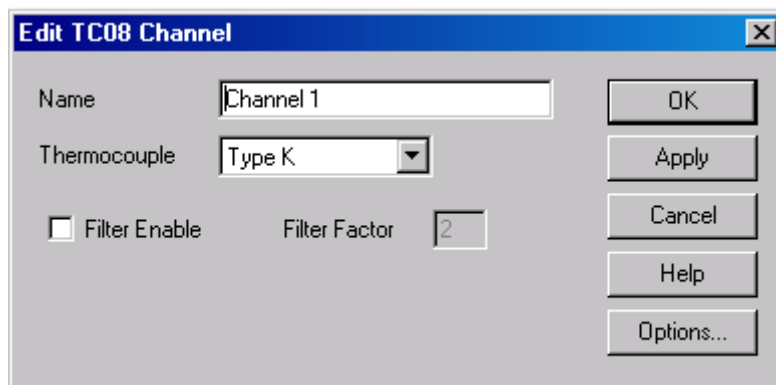 Edit TC08 Channel
Name
Channel 1
OK
Thermocouple
Type K
Apply
Filter Enable
Filter Factor
2
Cancel
Help
Options...